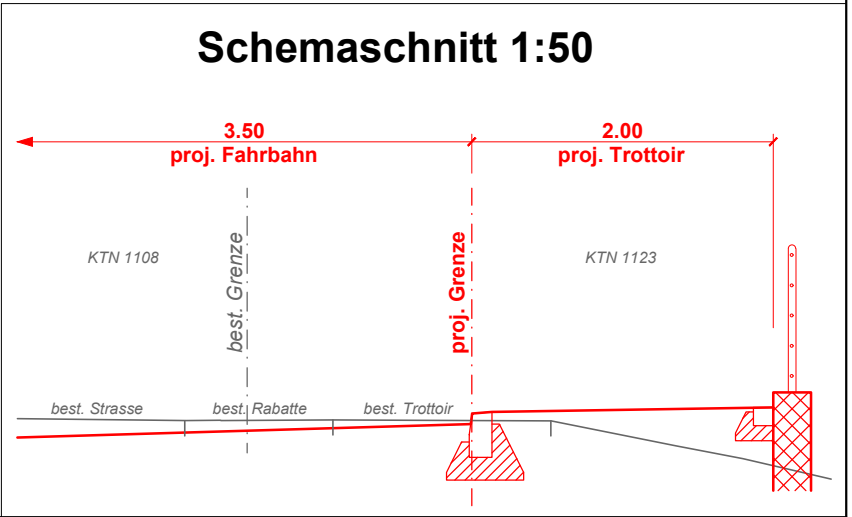 Schemaschnitt 1:50
3.50
proj. Fahrbahn
2.00
proj. Trottoir
KTN 1108
best. Grenze
proj. Grenze
KTN 1123
best. Strasse
best. Rabatte
best. Trottoir